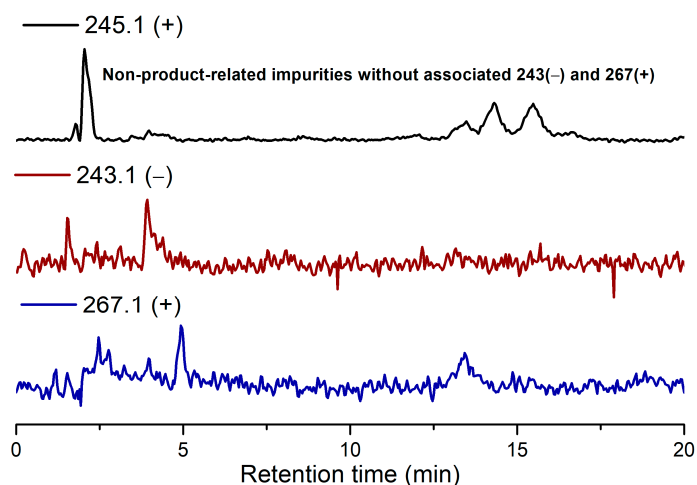 245.1 (+)
Non-product-related impurities without associated 243(−) and 267(+)
243.1 (−)
267.1 (+)
0 5 10 15 20
Retention time (min)